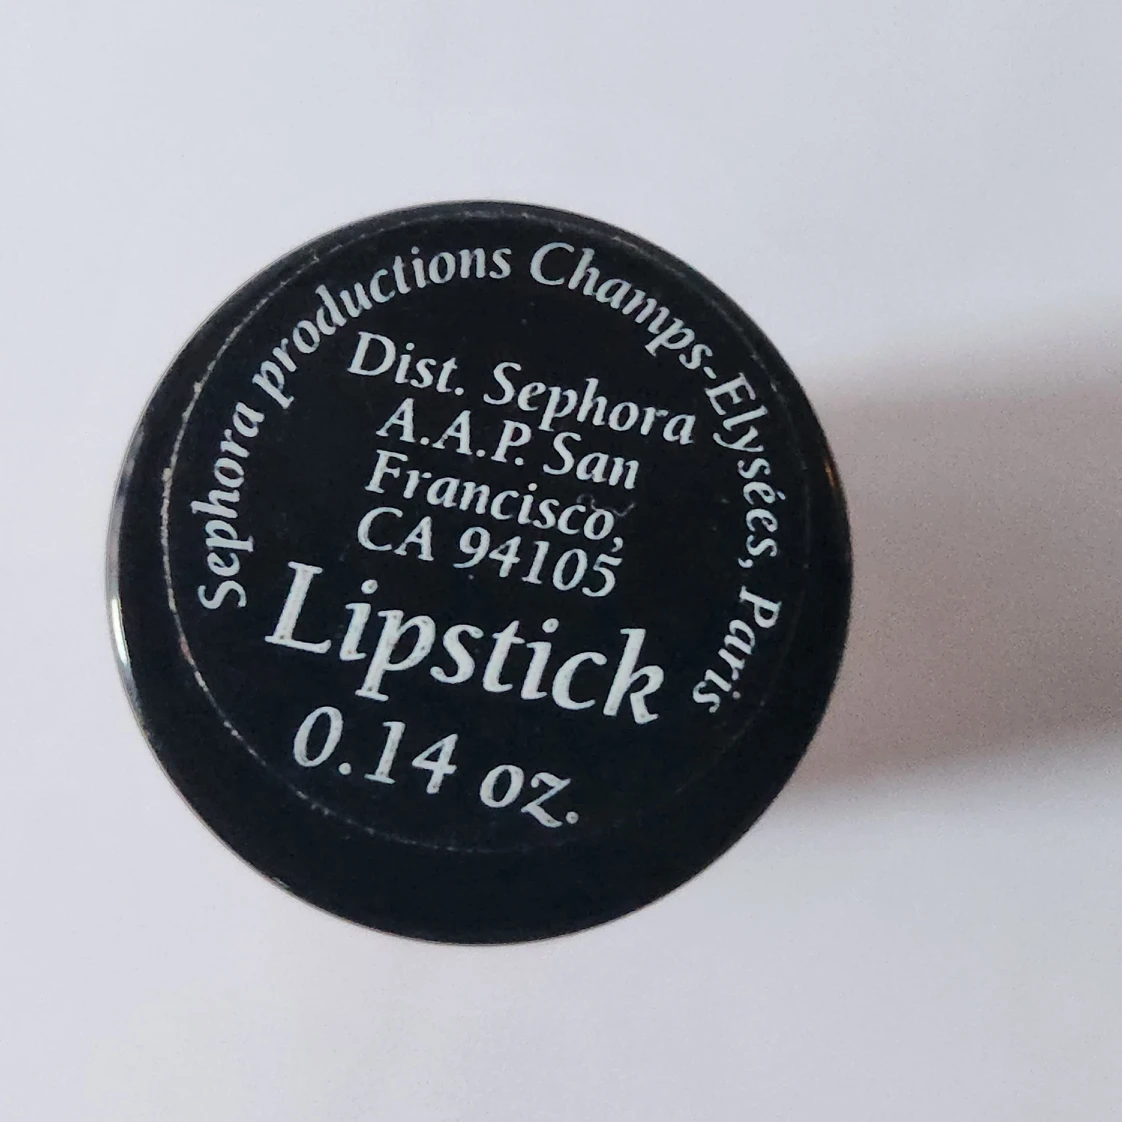 Sephora productions Champs-Elysées, Paris
Dist. Sephora
A.A.P. San
Francisco,
CA 94105
Lipstick
0.14 oz.